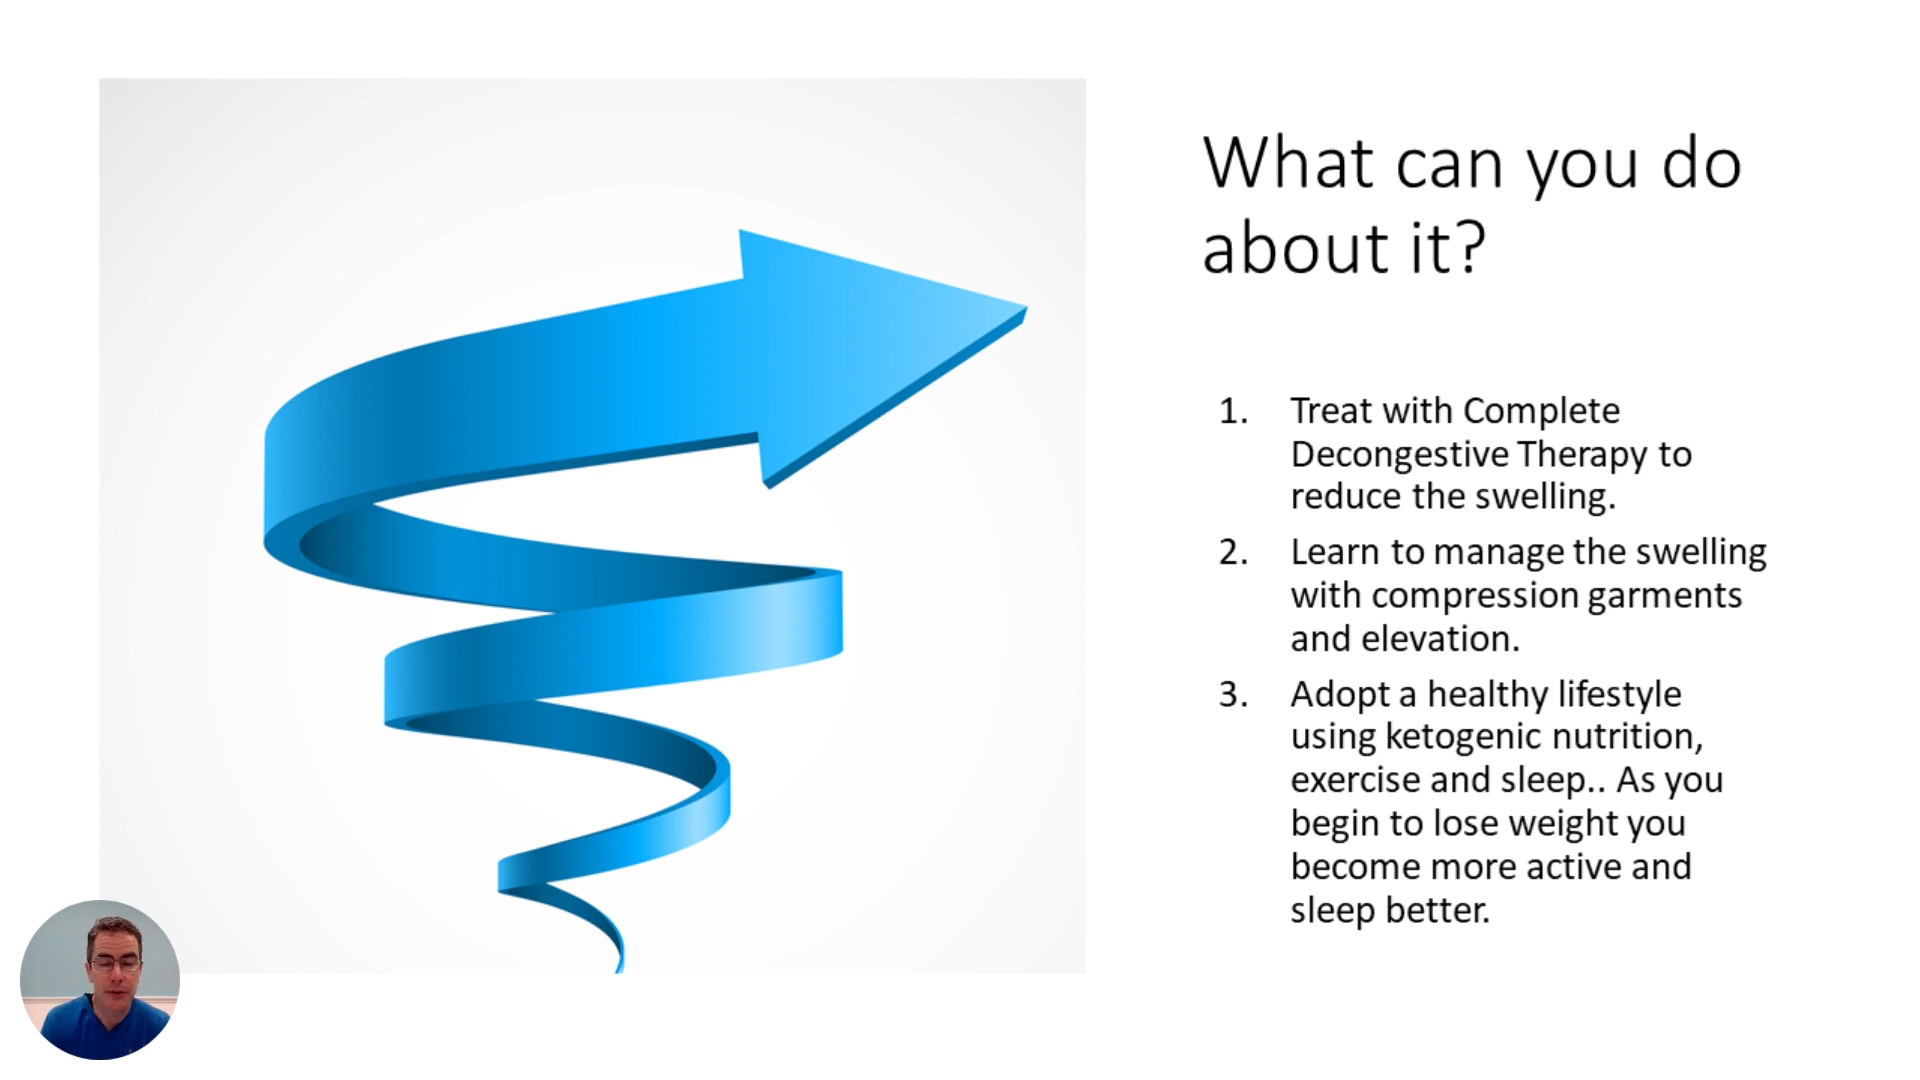 What can you do
about it?
1. Treat with Complete
Decongestive Therapy to
reduce the swelling.
2. Learn to manage the swelling
with compression garments
and elevation.
3. Adopt a healthy lifestyle
using ketogenic nutrition,
exercise and sleep.. As you
begin to lose weight you
become more active and
sleep better.